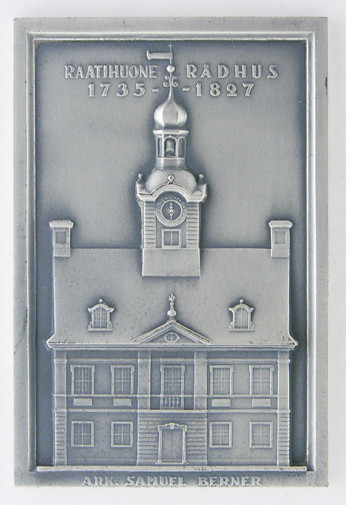 RAATIHUONE RÅDHUS
1735- -1827
ARK. SAMUEL BERNER